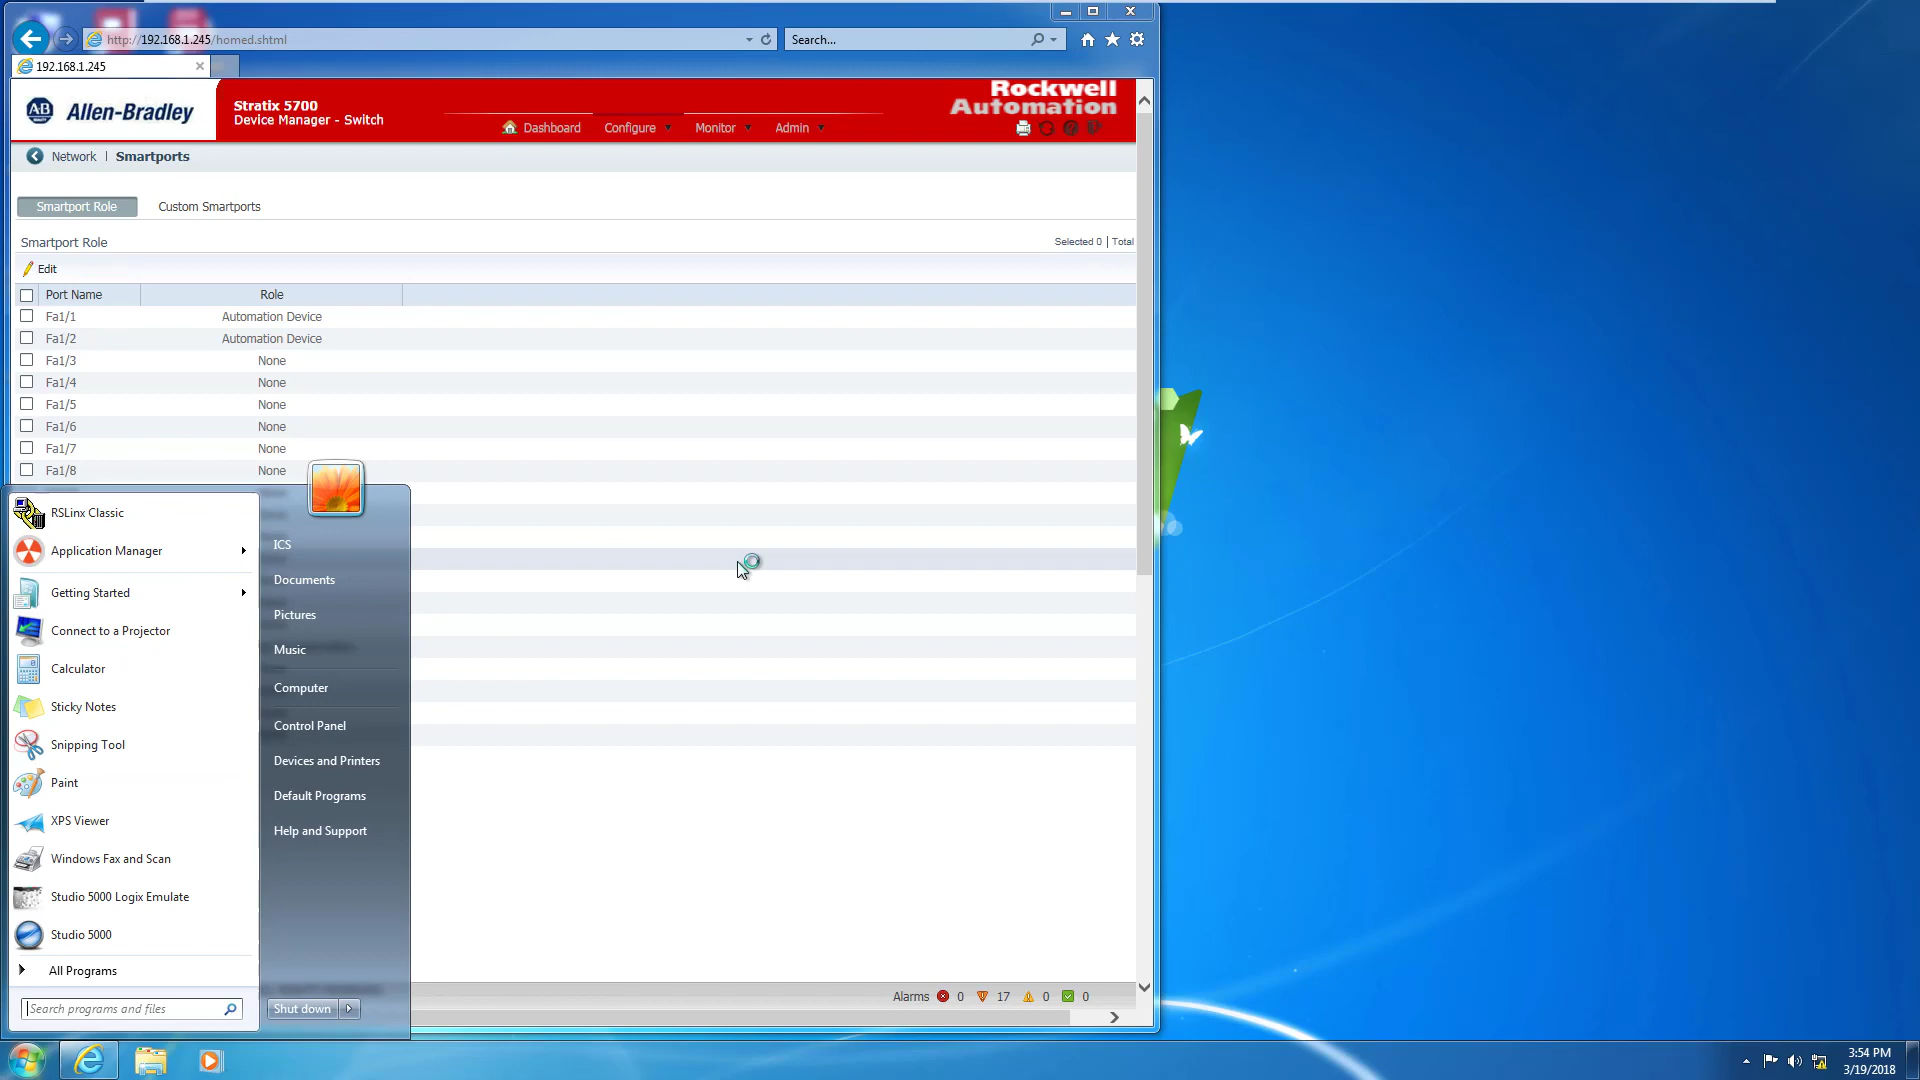 http://192.168.1.245/homed.shtml
Search...
192.168.1.245
AB
Allen-Bradley
Stratix 5700
Device Manager - Switch
Rockwell
Automation
Dashboard
Configure
Monitor
Admin
Network
Smartports
Smartport Role
Custom Smartports
Smartport Role
Selected 0 | Total
Edit
Port Name
Role
Fa1/1
Automation Device
Fa1/2
Automation Device
Fa1/3
None
Fa1/4
None
Fa1/5
None
Fa1/6
None
Fa1/7
None
Fa1/8
None
RSLinx Classic
Application Manager
Getting Started
Connect to a Projector
Calculator
Sticky Notes
Snipping Tool
Paint
XPS Viewer
Windows Fax and Scan
Studio 5000 Logix Emulate
Studio 5000
All Programs
Search programs and files
ICS
Documents
Pictures
Music
Computer
Control Panel
Devices and Printers
Default Programs
Help and Support
Shut down
Alarms
0
17
0
0
3:54 PM
3/19/2018